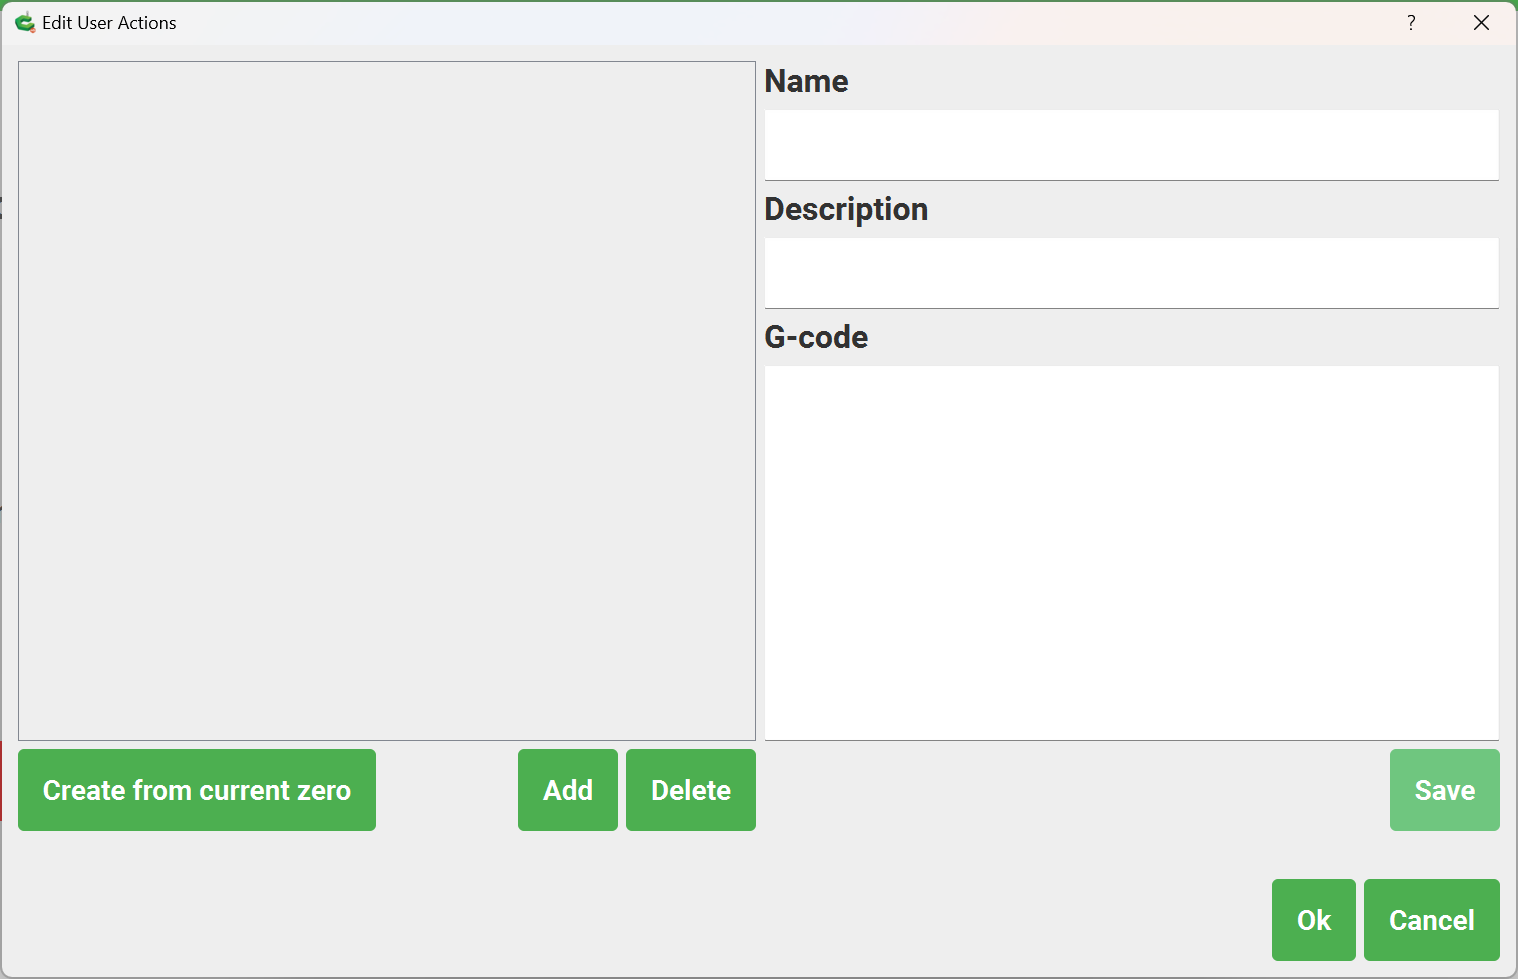 Edit User Actions
?
Name
Description
G-code
Create from current zero
Add
Delete
Save
Ok
Cancel